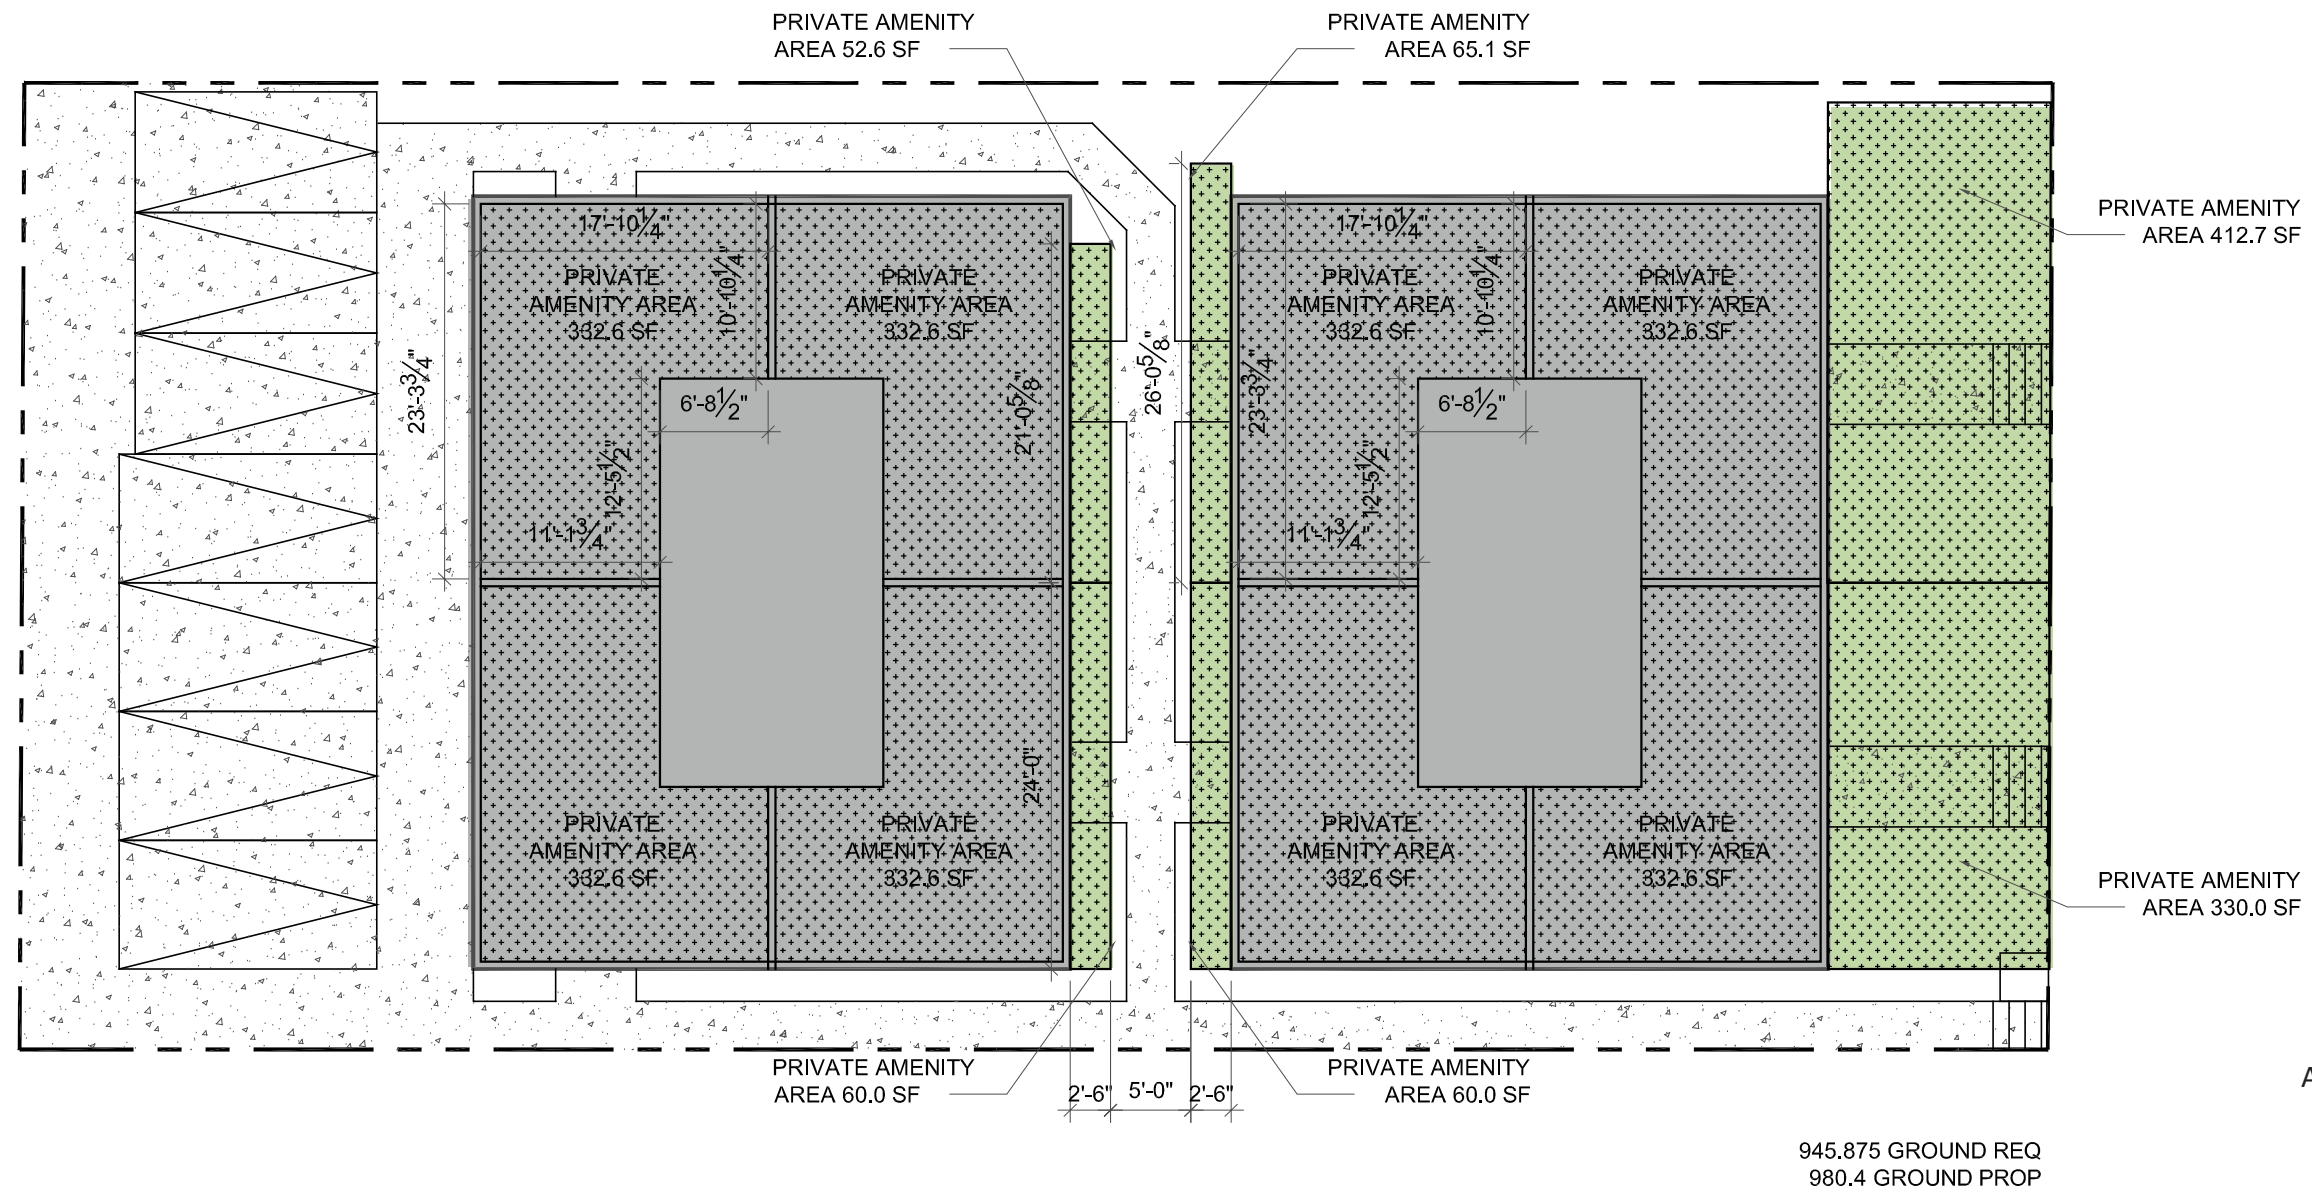 PRIVATE AMENITY
AREA 52.6 SF
PRIVATE AMENITY
AREA 65.1 SF
PRIVATE AMENITY
AREA 412.7 SF
17'-10 1/4"
10'-10 1/4"
PRIVATE
AMENITY AREA
332.6 SF
PRIVATE
AMENITY AREA
332.6 SF
17'-10 1/4"
10'-10 1/4"
PRIVATE
AMENITY AREA
332.6 SF
PRIVATE
AMENITY AREA
332.6 SF
23'-3 3/4"
6'-8 1/2"
12'-5 1/2"
11'-1 3/4"
21'-0 5/8"
26'-0 5/8"
23'-3 3/4"
6'-8 1/2"
12'-5 1/2"
11'-1 3/4"
24'-0"
PRIVATE
AMENITY AREA
332.6 SF
PRIVATE
AMENITY AREA
332.6 SF
PRIVATE
AMENITY AREA
332.6 SF
PRIVATE
AMENITY AREA
332.6 SF
PRIVATE AMENITY
AREA 330.0 SF
PRIVATE AMENITY
AREA 60.0 SF
2'-6"
5'-0"
2'-6"
PRIVATE AMENITY
AREA 60.0 SF
A
945.875 GROUND REQ
980.4 GROUND PROP